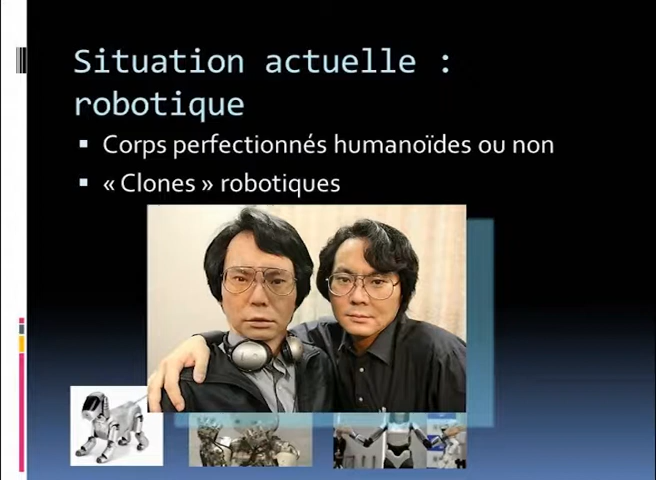 Situation actuelle :
robotique
Corps perfectionnés humanoïdes ou non
« Clones » robotiques